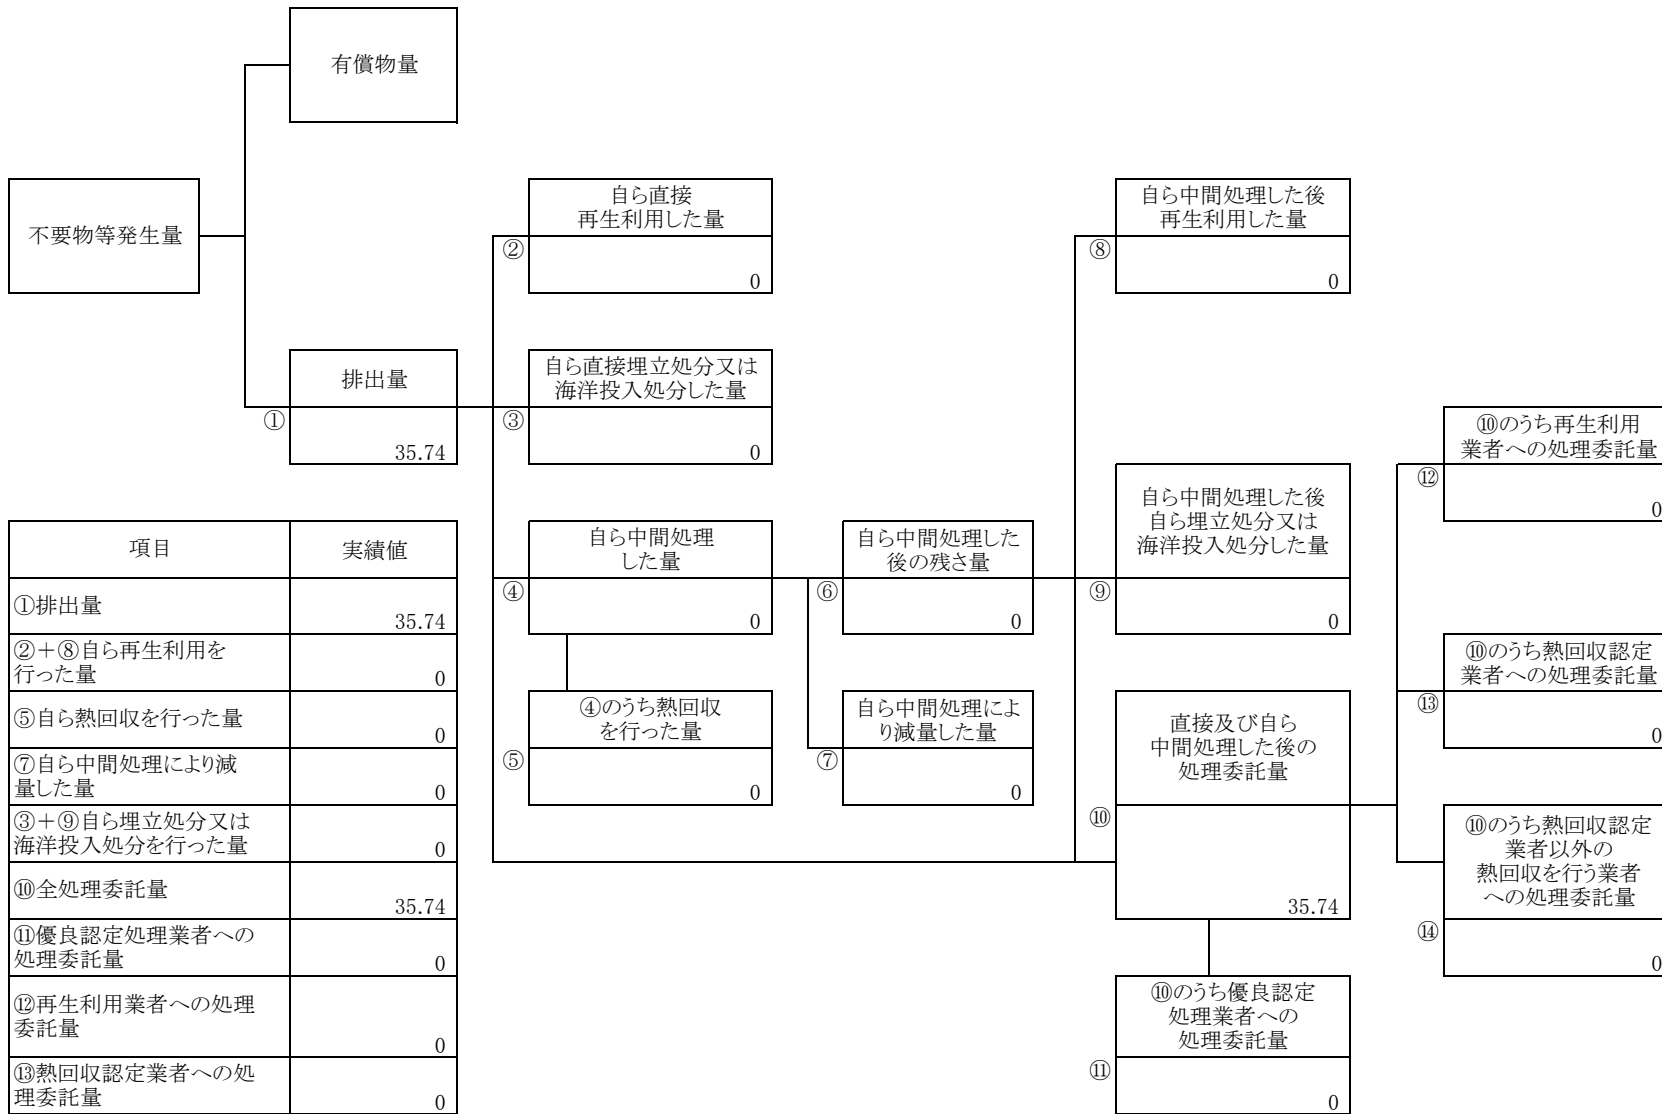 有償物量
不要物等発生量
自ら直接
再生利用した量
②
0
自ら中間処理した後
再生利用した量
⑧
0
排出量
①
35.74
自ら直接埋立処分又は
海洋投入処分した量
③
0
⑩のうち再生利用
業者への処理委託量
⑫
0
自ら中間処理した後
自ら埋立処分又は
海洋投入処分した量
⑨
0
自ら中間処理
した量
④
0
自ら中間処理した
後の残さ量
⑥
0
⑩のうち熱回収認定
業者への処理委託量
⑬
0
④のうち熱回収
を行った量
⑤
0
自ら中間処理によ
り減量した量
⑦
0
直接及び自ら
中間処理した後の
処理委託量
⑩
35.74
⑩のうち熱回収認定
業者以外の
熱回収を行う業者
への処理委託量
⑭
0
⑩のうち優良認定
処理業者への
処理委託量
⑪
0
項目 実績値
①排出量 35.74
②+⑧自ら再生利用を
行った量 0
⑤自ら熱回収を行った量 0
⑦自ら中間処理により減
量した量 0
③+⑨自ら埋立処分又は
海洋投入処分を行った量 0
⑩全処理委託量 35.74
⑪優良認定処理業者への
処理委託量 0
⑫再生利用業者への処理
委託量 0
⑬熱回収認定業者への処
理委託量 0